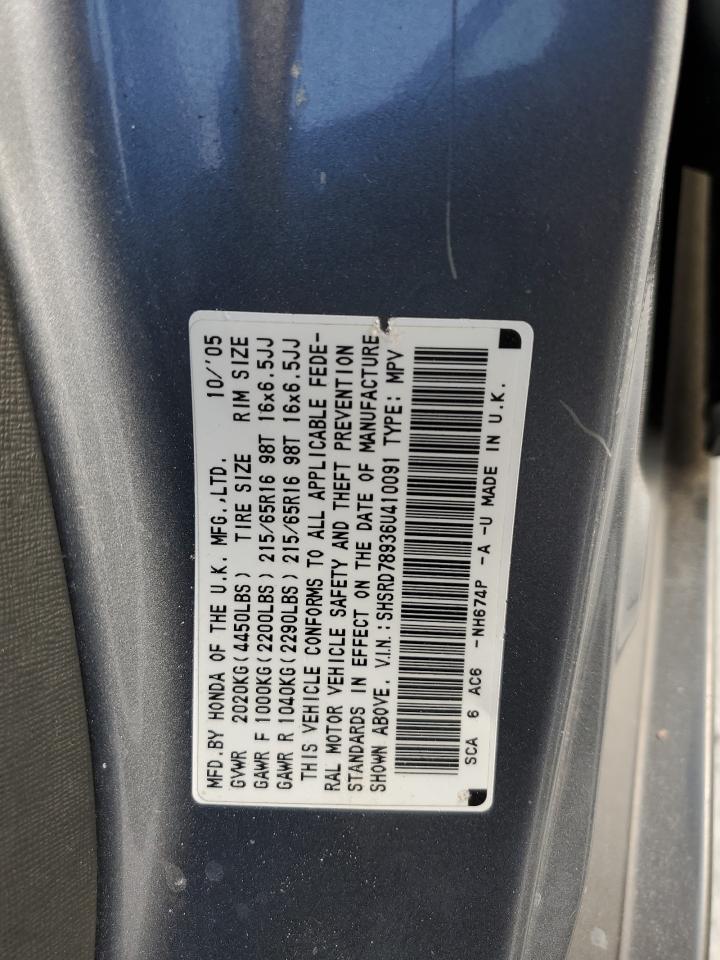 MFD.BY HONDA OF THE U.K. MFG.,LTD. 10/'05
GVWR 2020KG(4450LBS) TIRE SIZE RIM SIZE
GAWR F 1000KG(2200LBS) 215/65R16 98T 16x6.5JJ
GAWR R 1040KG(2290LBS) 215/65R16 98T 16x6.5JJ
THIS VEHICLE CONFORMS TO ALL APPLICABLE FEDE-
RAL MOTOR VEHICLE SAFETY AND THEFT PREVENTION
STANDARDS IN EFFECT ON THE DATE OF MANUFACTURE
SHOWN ABOVE. V.I.N.: SHSRD78936U410091 TYPE: MPV
SCA 6 AC6 -NH674P -A -U MADE IN U.K.